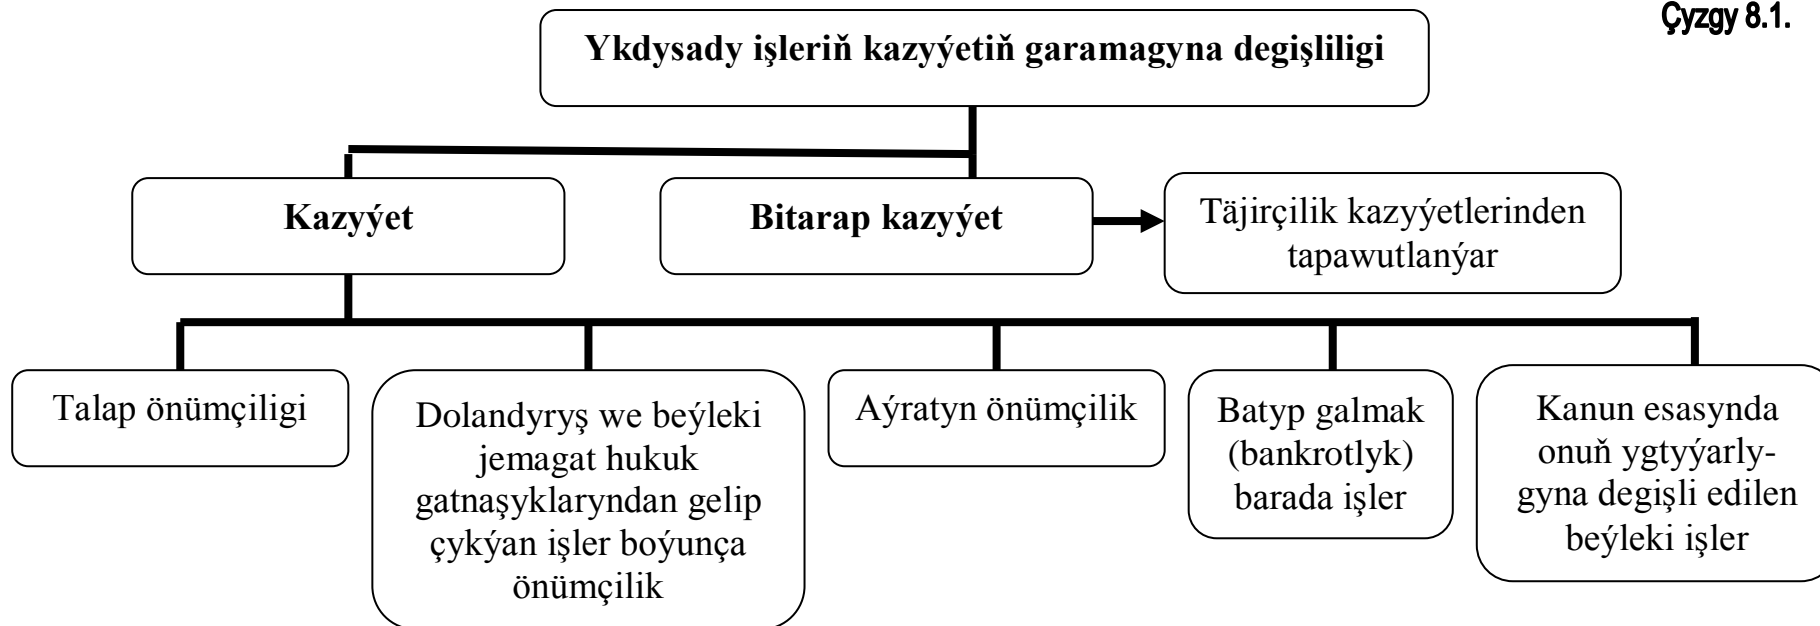 Çyzgy 8.1.
Ykdysady işleriň kazyýetiň garamagyna degişliligi
Kazyýet
Bitarap kazyýet
Täjirçilik kazyýetlerinden
tapawutlanýar
Talap önümçiligi
Dolandyryş we beýleki
jemagat hukuk
gatnaşyklaryndan gelip
çykýan işler boýunça
önümçilik
Aýratyn önümçilik
Batyp galmak
(bankrotlyk)
barada işler
Kanun esasynda
onuň ygtyýarly-
gyna degişli edilen
beýleki işler